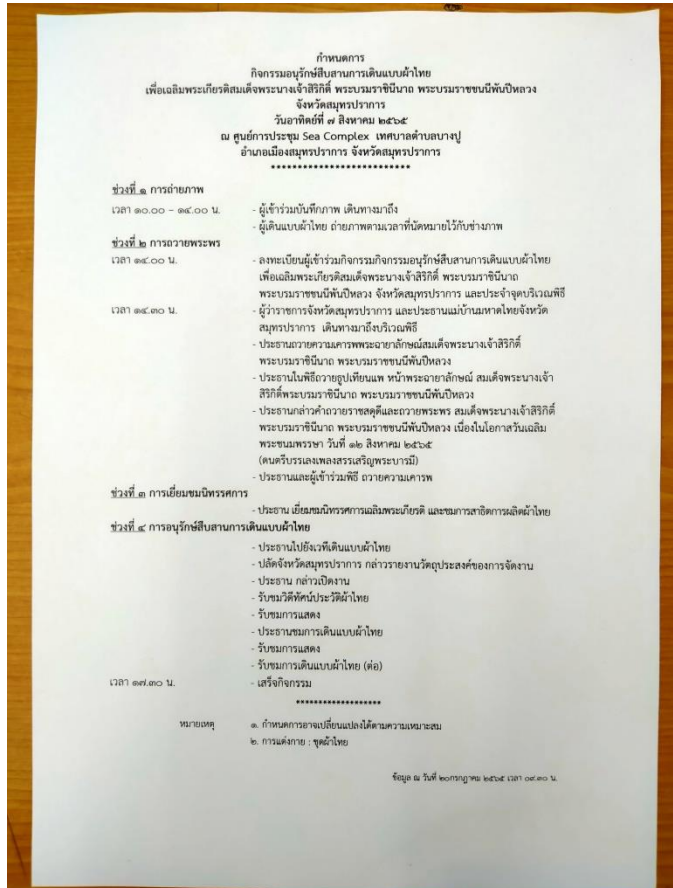 กำหนดการ
กิจกรรมอนุรักษ์สืบสานการเดินแบบผ้าไทย
เพื่อเฉลิมพระเกียรติสมเด็จพระนางเจ้าสิริกิติ์ พระบรมราชินีนาถ พระบรมราชชนนีพันปีหลวง
จังหวัดสมุทรปราการ
วันอาทิตย์ที่ ๗ สิงหาคม ๒๕๖๕
ณ ศูนย์การประชุม Sea Complex เทศบาลตำบลบางปู
อำเภอเมืองสมุทรปราการ จังหวัดสมุทรปราการ
****************************
ช่วงที่ ๑ การถ่ายภาพ
เวลา ๑๐.๐๐ – ๑๔.๐๐ น. - ผู้เข้าร่วมบันทึกภาพ เดินทางมาถึง
- ผู้เดินแบบผ้าไทย ถ่ายภาพตามเวลาที่นัดหมายไว้กับช่างภาพ
ช่วงที่ ๒ การถวายพระพร
เวลา ๑๔.๐๐ น. - ลงทะเบียนผู้เข้าร่วมกิจกรรมกิจกรรมอนุรักษ์สืบสานการเดินแบบผ้าไทย
เพื่อเฉลิมพระเกียรติสมเด็จพระนางเจ้าสิริกิติ์ พระบรมราชินีนาถ
พระบรมราชชนนีพันปีหลวง จังหวัดสมุทรปราการ และประจำจุดบริเวณพิธี
เวลา ๑๔.๓๐ น. - ผู้ว่าราชการจังหวัดสมุทรปราการ และประธานแม่บ้านมหาดไทยจังหวัด
สมุทรปราการ เดินทางมาถึงบริเวณพิธี
- ประธานถวายความเคารพพระฉายาลักษณ์สมเด็จพระนางเจ้าสิริกิติ์
พระบรมราชินีนาถ พระบรมราชชนนีพันปีหลวง
- ประธานในพิธีถวายธูปเทียนแพ หน้าพระฉายาลักษณ์ สมเด็จพระนางเจ้า
สิริกิติ์พระบรมราชินีนาถ พระบรมราชชนนีพันปีหลวง
- ประธานกล่าวคำถวายราชสดุดีและถวายพระพร สมเด็จพระนางเจ้าสิริกิติ์
พระบรมราชินีนาถ พระบรมราชชนนีพันปีหลวง เนื่องในโอกาสวันเฉลิม
พระชนมพรรษา วันที่ ๑๒ สิงหาคม ๒๕๖๕
(ดนตรีบรรเลงเพลงสรรเสริญพระบารมี)
- ประธานและผู้เข้าร่วมพิธี ถวายความเคารพ
ช่วงที่ ๓ การเยี่ยมชมนิทรรศการ
- ประธาน เยี่ยมชมนิทรรศการเฉลิมพระเกียรติ และชมการสาธิตการผลิตผ้าไทย
ช่วงที่ ๔ การอนุรักษ์สืบสานการเดินแบบผ้าไทย
- ประธานไปยังเวทีเดินแบบผ้าไทย
- ปลัดจังหวัดสมุทรปราการ กล่าวรายงานวัตถุประสงค์ของการจัดงาน
- ประธาน กล่าวเปิดงาน
- รับชมวิดีทัศน์ประวัติผ้าไทย
- รับชมการแสดง
- ประธานชมการเดินแบบผ้าไทย
- รับชมการแสดง
- รับชมการเดินแบบผ้าไทย (ต่อ)
เวลา ๑๗.๓๐ น. - เสร็จกิจกรรม
*******************
หมายเหตุ ๑. กำหนดการอาจเปลี่ยนแปลงได้ตามความเหมาะสม
๒. การแต่งกาย : ชุดผ้าไทย
ข้อมูล ณ วันที่ ๒๐กรกฎาคม ๒๕๖๕ เวลา ๐๙.๓๐ น.